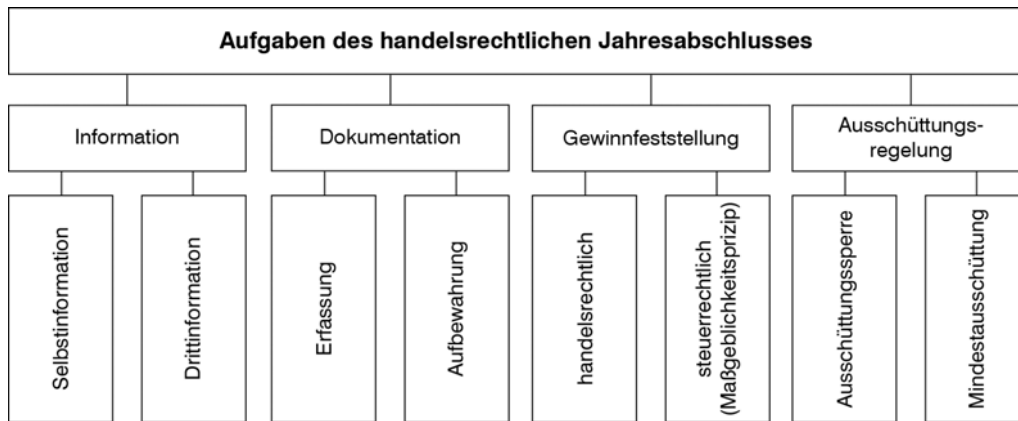 Aufgaben des handelsrechtlichen Jahresabschlusses
Information
Dokumentation
Gewinnfeststellung
Ausschüttungs-
regelung
Selbstinformation
Drittinformation
Erfassung
Aufbewahrung
handelsrechtlich
steuerrechtlich
(Maßgeblichkeitsprizip)
Ausschüttungssperre
Mindestausschüttung